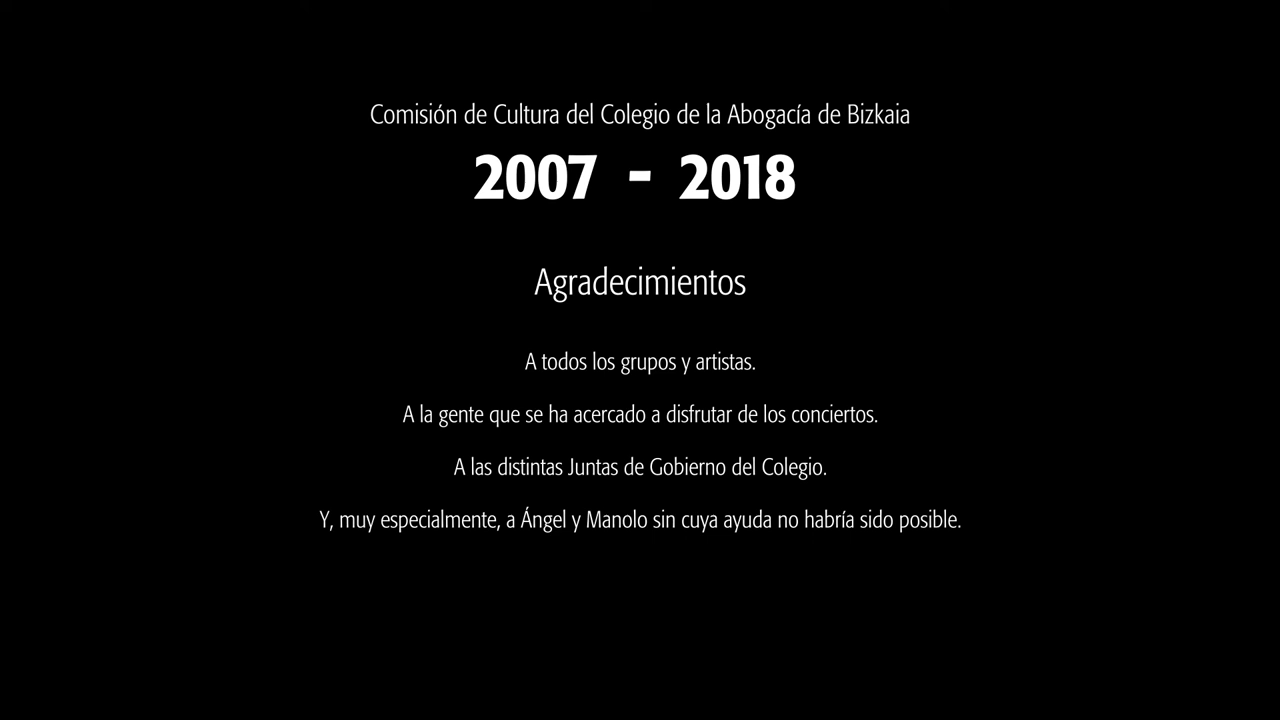 Comisión de Cultura del Colegio de la Abogacía de Bizkaia
2007 - 2018
Agradecimientos
A todos los grupos y artistas.
A la gente que se ha acercado a disfrutar de los conciertos.
A las distintas Juntas de Gobierno del Colegio.
Y, muy especialmente, a Ángel y Manolo sin cuya ayuda no habría sido posible.